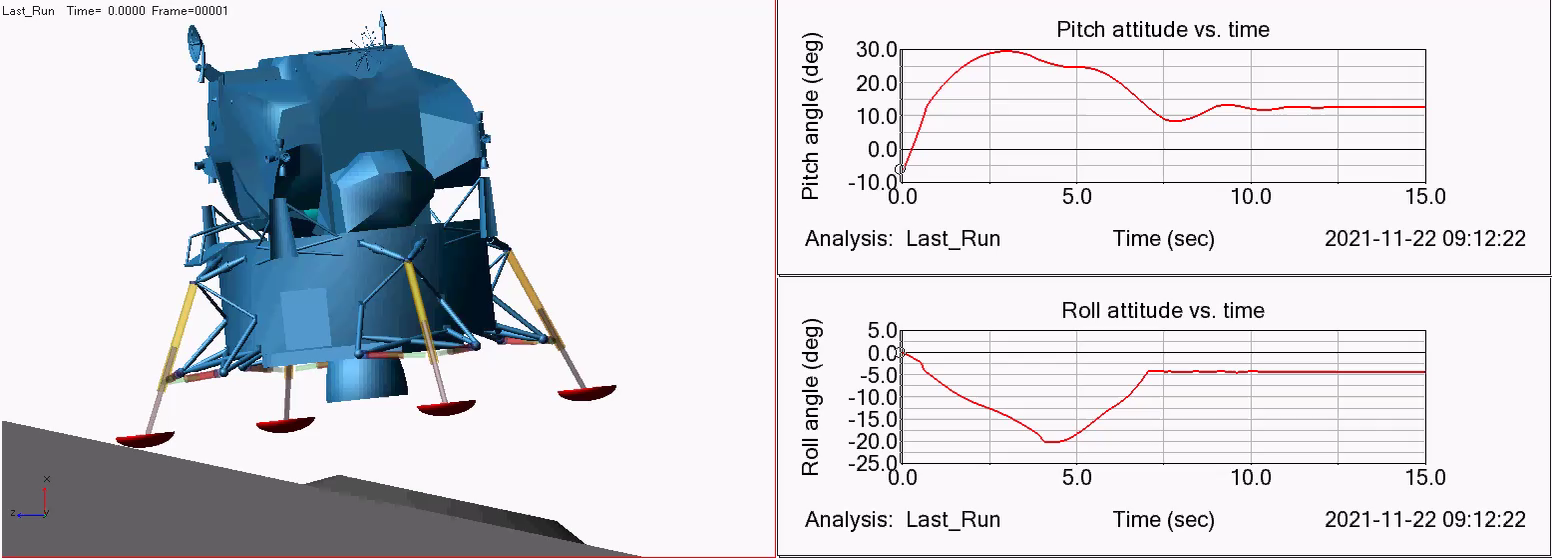 Last_Run Time= 0.0000 Frame=00001
x
z
y
Pitch attitude vs. time
Pitch angle (deg)
30.0
20.0
10.0
0.0
-10.0
0.0 5.0 10.0 15.0
Analysis: Last_Run Time (sec) 2021-11-22 09:12:22
Roll attitude vs. time
Roll angle (deg)
5.0
0.0
-5.0
-10.0
-15.0
-20.0
-25.0
0.0 5.0 10.0 15.0
Analysis: Last_Run Time (sec) 2021-11-22 09:12:22